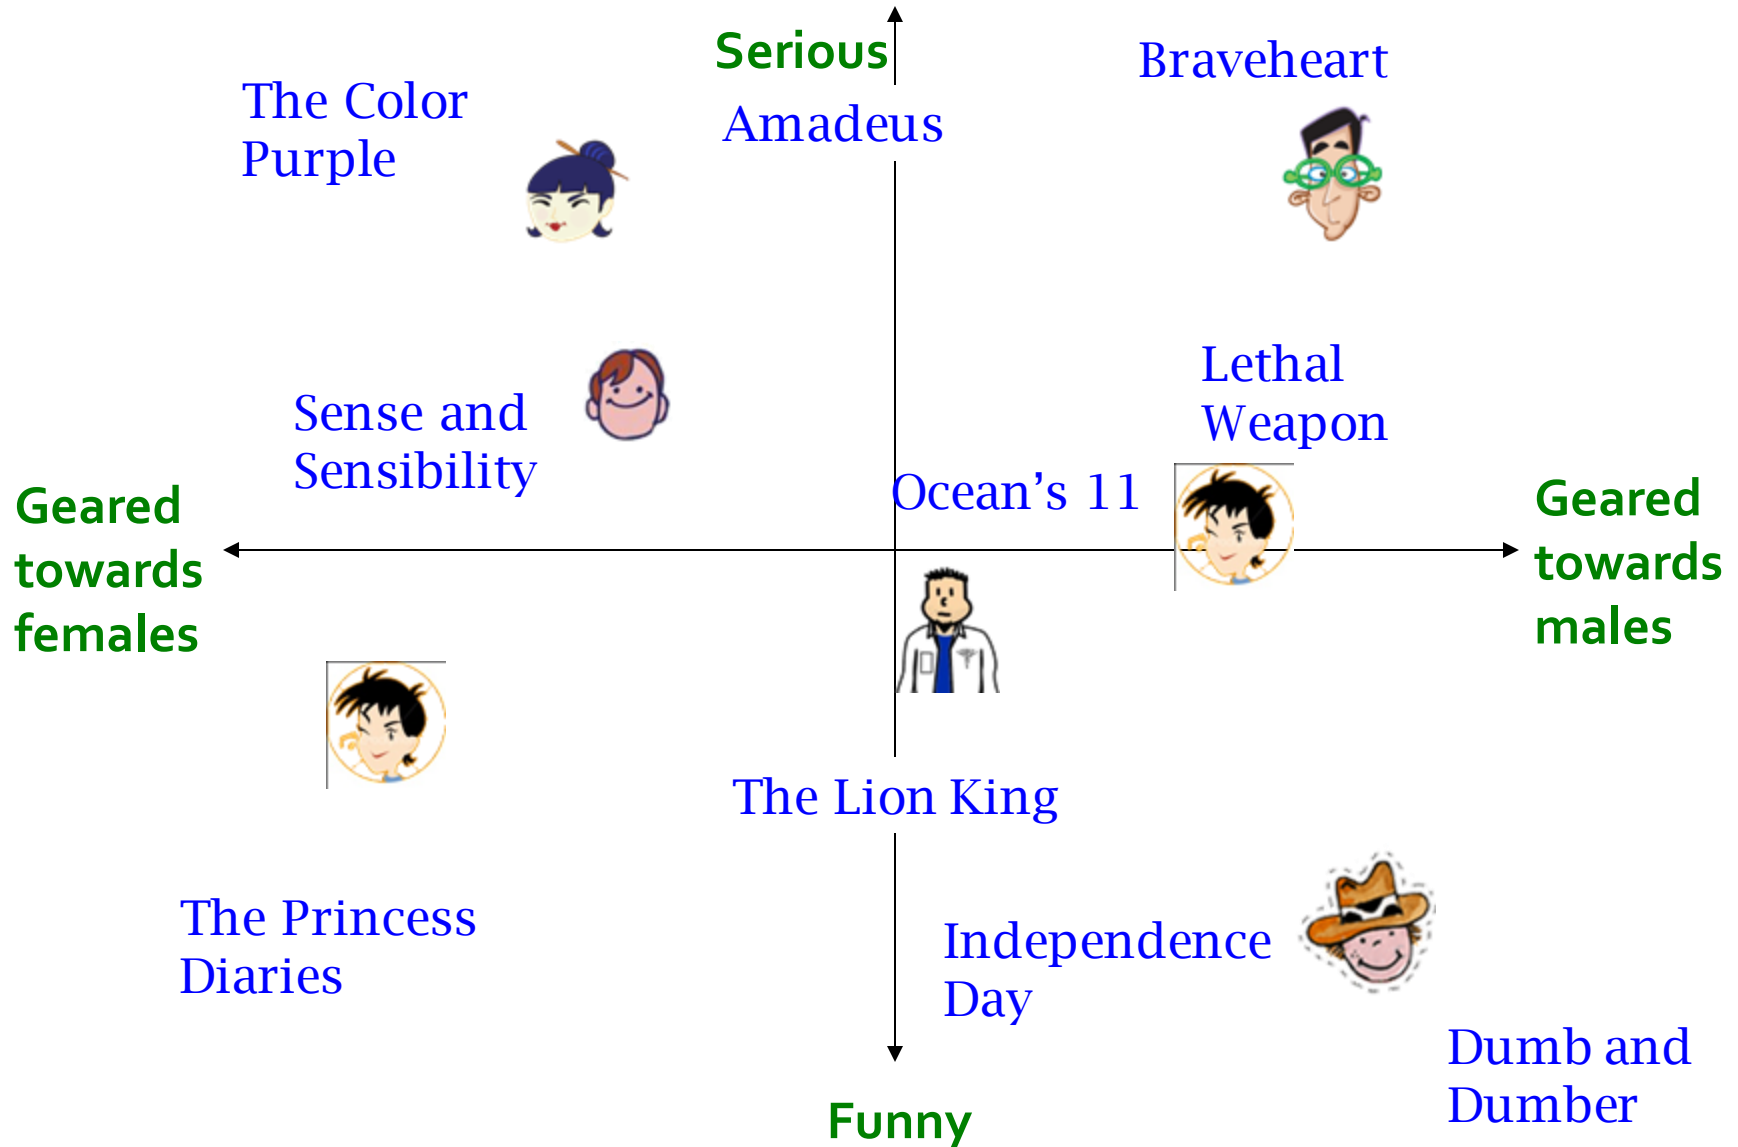 Serious
Braveheart
The Color
Purple
Amadeus
Lethal
Weapon
Sense and
Sensibility
Ocean’s 11
Geared
towards
females
Geared
towards
males
The Lion King
The Princess
Diaries
Independence
Day
Dumb and
Dumber
Funny